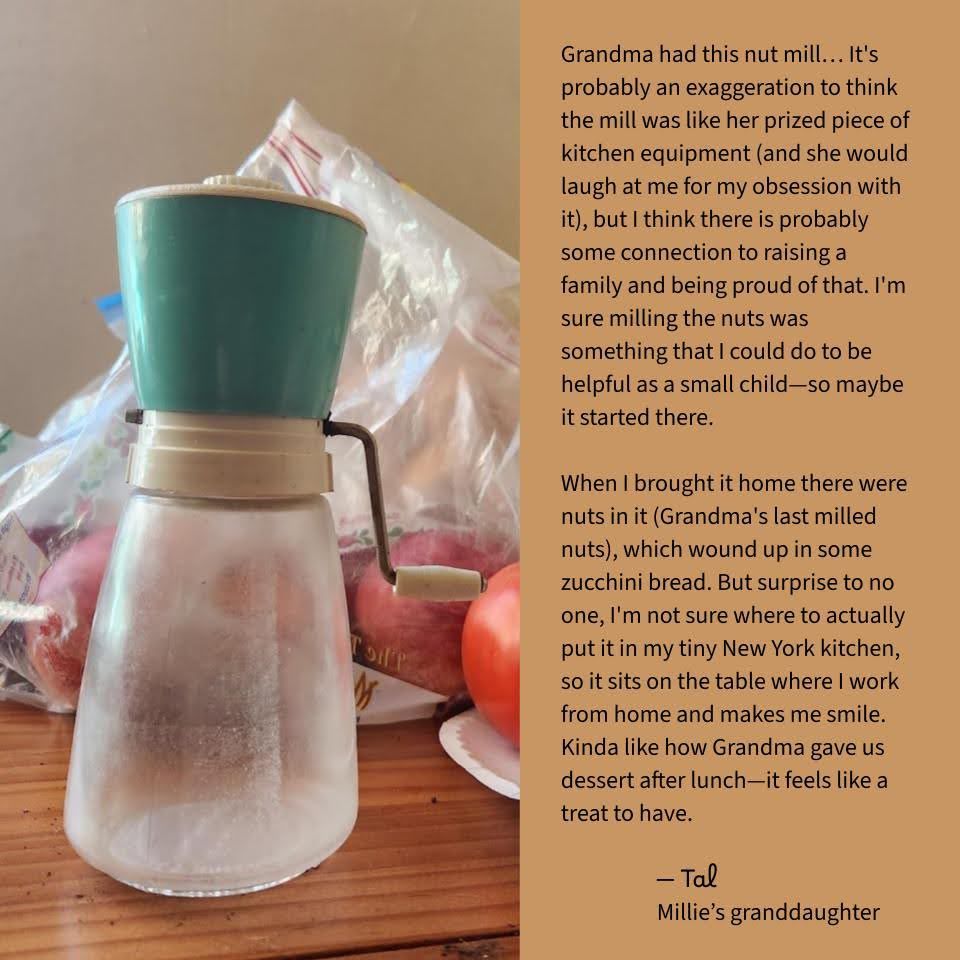 Grandma had this nut mill… It's
probably an exaggeration to think
the mill was like her prized piece of
kitchen equipment (and she would
laugh at me for my obsession with
it), but I think there is probably
some connection to raising a
family and being proud of that. I'm
sure milling the nuts was
something that I could do to be
helpful as a small child—so maybe
it started there.
When I brought it home there were
nuts in it (Grandma's last milled
nuts), which wound up in some
zucchini bread. But surprise to no
one, I'm not sure where to actually
put it in my tiny New York kitchen,
so it sits on the table where I work
from home and makes me smile.
Kinda like how Grandma gave us
dessert after lunch—it feels like a
treat to have.
— Tal
Millie’s granddaughter